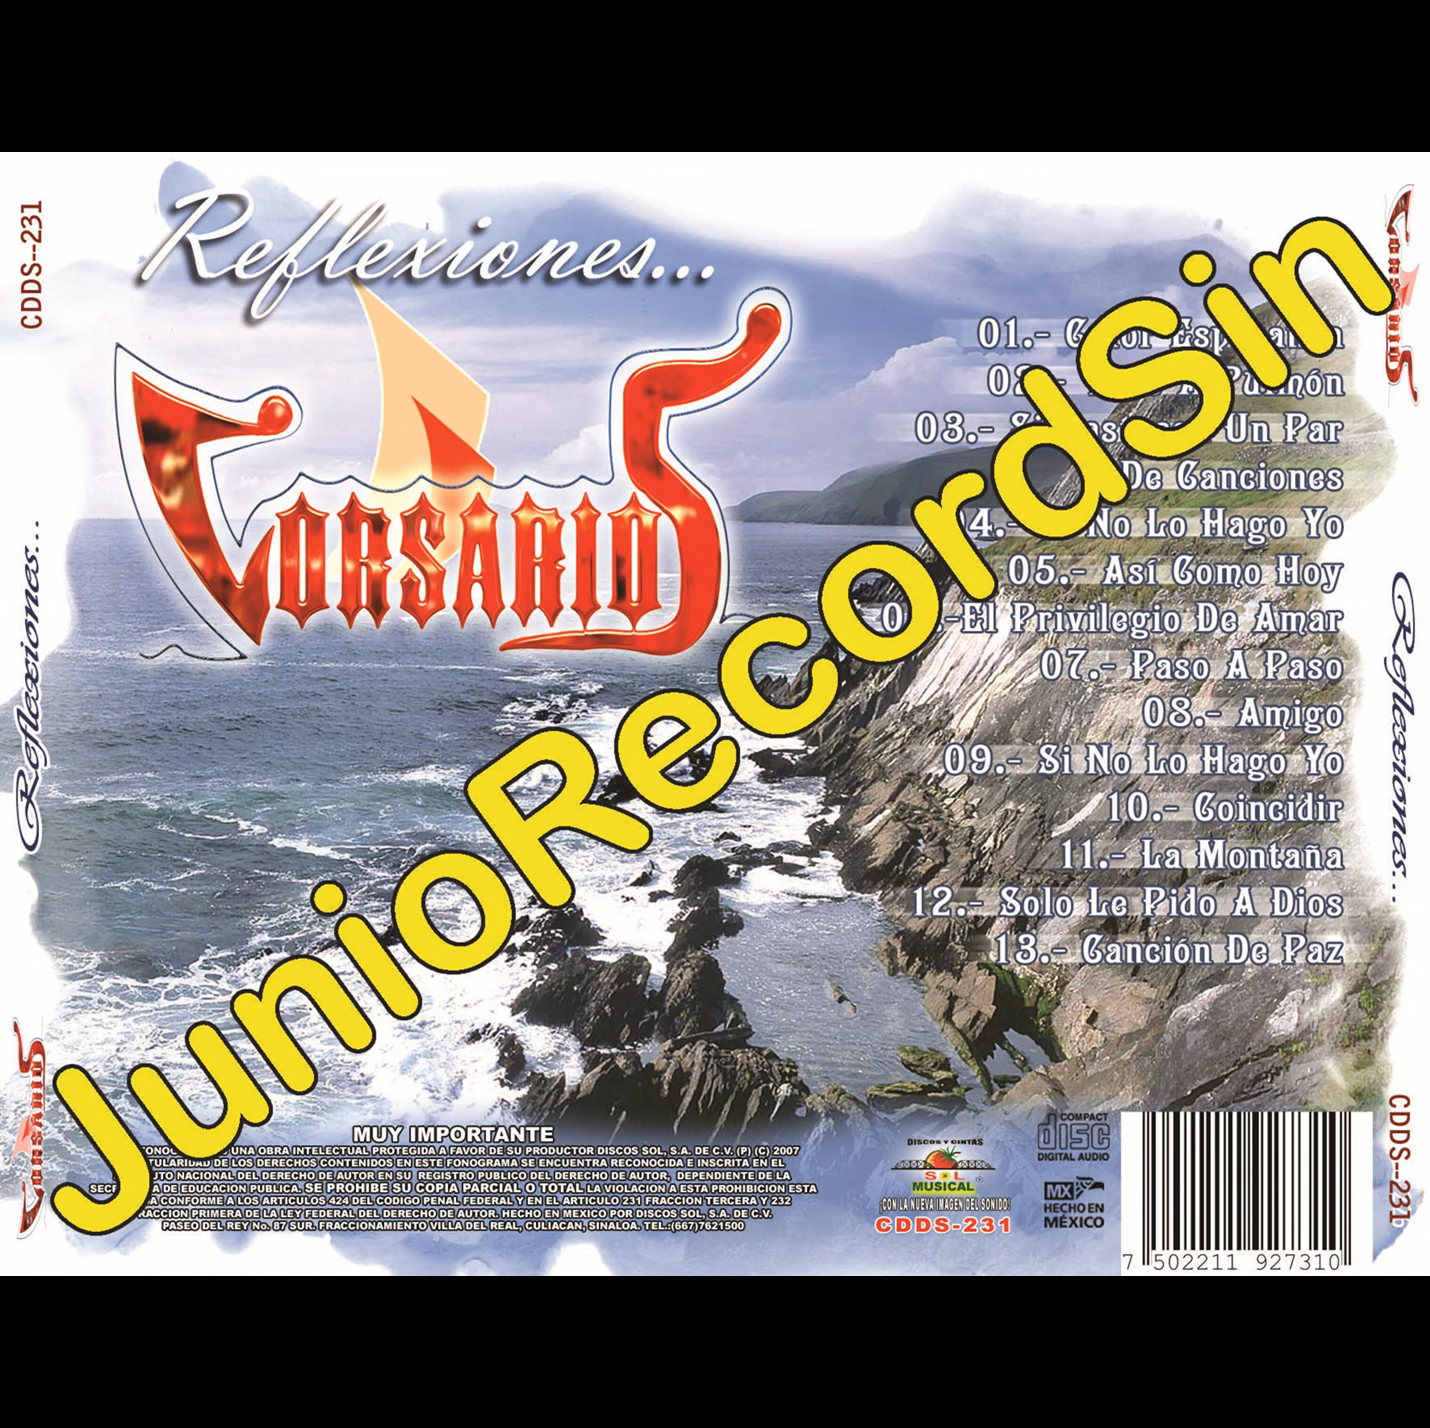 CDDS--231
Reflexiones...
CORSARIOS
Reflexiones...
CORSARIOS
JunioRecordSin
01.-
02.-
03.- Un Par
De Canciones
No Lo Hago Yo
05.- Así Como Hoy
El Privilegio De Amar
07.- Paso A Paso
08.- Amigo
09.- Si No Lo Hago Yo
10.- Coincidir
11.- La Montaña
12.- Solo Le Pido A Dios
13.- Canción De Paz
MUY IMPORTANTE
UNA OBRA INTELECTUAL PROTEGIDA A FAVOR DE SU PRODUCTOR DISCOS SOL, S.A. DE C.V. (P) (C) 2007
DE LOS DERECHOS CONTENIDOS EN ESTE FONOGRAMA SE ENCUENTRA RECONOCIDA E INSCRITA EN EL
NACIONAL DEL DERECHO DE AUTOR EN SU REGISTRO PUBLICO DEL DERECHO DE AUTOR, DEPENDIENTE DE LA
DE EDUCACION PUBLICA. SE PROHIBE SU COPIA PARCIAL O TOTAL LA VIOLACION A ESTA PROHIBICION ESTA
CONFORME A LOS ARTICULOS 424 DEL CODIGO PENAL FEDERAL Y EN EL ARTICULO 231 FRACCION TERCERA Y 232
PRIMERA DE LA LEY FEDERAL DEL DERECHO DE AUTOR. HECHO EN MEXICO POR DISCOS SOL, S.A. DE C.V.
PASEO DEL REY No. 87 SUR. FRACCIONAMIENTO VILLA DEL REAL, CULIACAN, SINALOA. TEL.:(667)7621500
DISCOS Y CINTAS
SOL
MUSICAL ®
¡CON LA NUEVA IMAGEN DEL SONIDO!
CDDS-231
COMPACT
disc
DIGITAL AUDIO
MX
HECHO EN
MÉXICO
7 502211 927310
CORSARIOS
Reflexiones...
CDDS--231